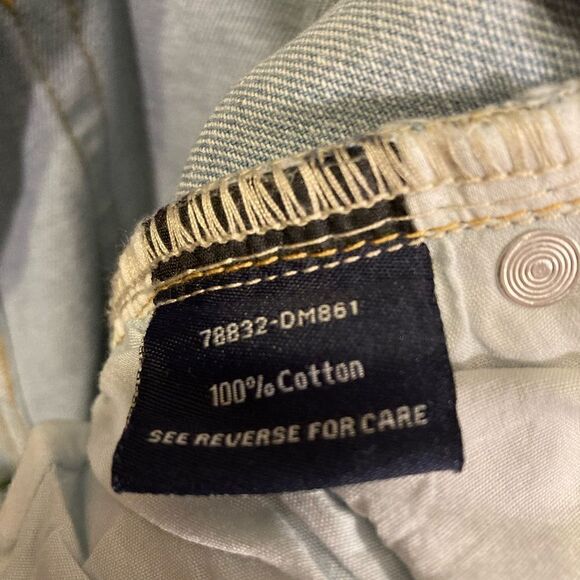 78832-DM861
100% Cotton
SEE REVERSE FOR CARE